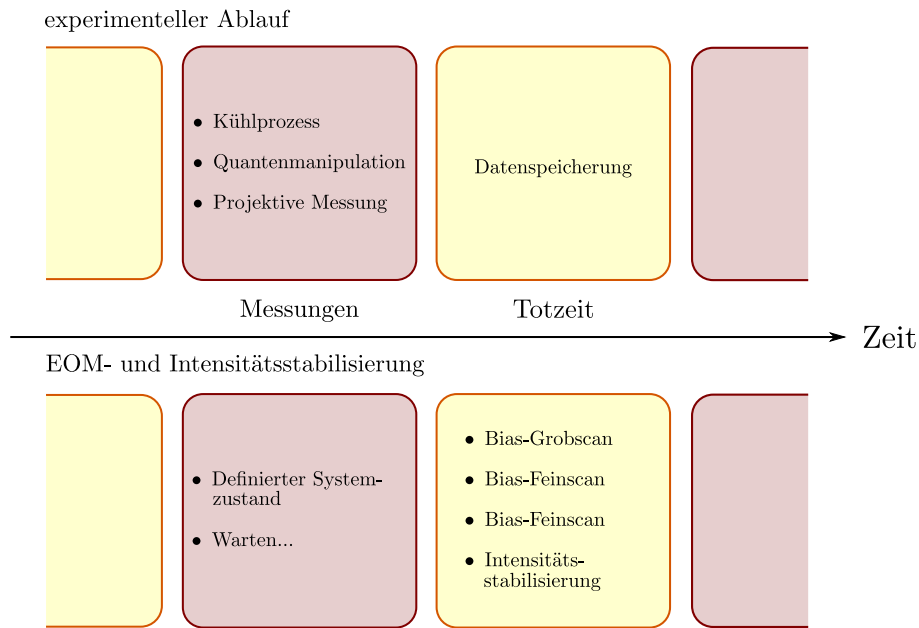 experimenteller Ablauf
• Kühlprozess
• Quantenmanipulation
• Projektive Messung
Datenspeicherung
Messungen
Totzeit
Zeit
EOM- und Intensitätsstabilisierung
• Definierter System-
zustand
• Warten...
• Bias-Grobscan
• Bias-Feinscan
• Bias-Feinscan
• Intensitäts-
stabilisierung